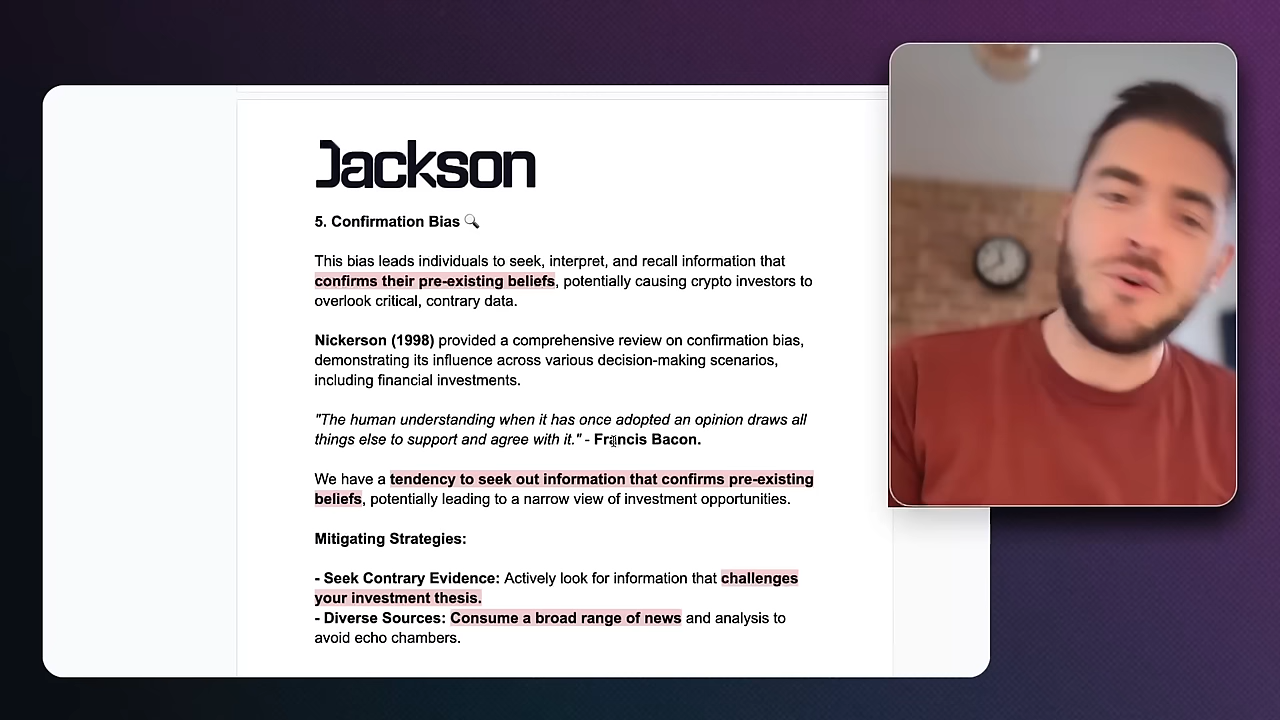 Jackson
5. Confirmation Bias 🔍
This bias leads individuals to seek, interpret, and recall information that
confirms their pre-existing beliefs, potentially causing crypto investors to
overlook critical, contrary data.
Nickerson (1998) provided a comprehensive review on confirmation bias,
demonstrating its influence across various decision-making scenarios,
including financial investments.
"The human understanding when it has once adopted an opinion draws all
things else to support and agree with it." - Francis Bacon.
We have a tendency to seek out information that confirms pre-existing
beliefs, potentially leading to a narrow view of investment opportunities.
Mitigating Strategies:
- Seek Contrary Evidence: Actively look for information that challenges
your investment thesis.
- Diverse Sources: Consume a broad range of news and analysis to
avoid echo chambers.